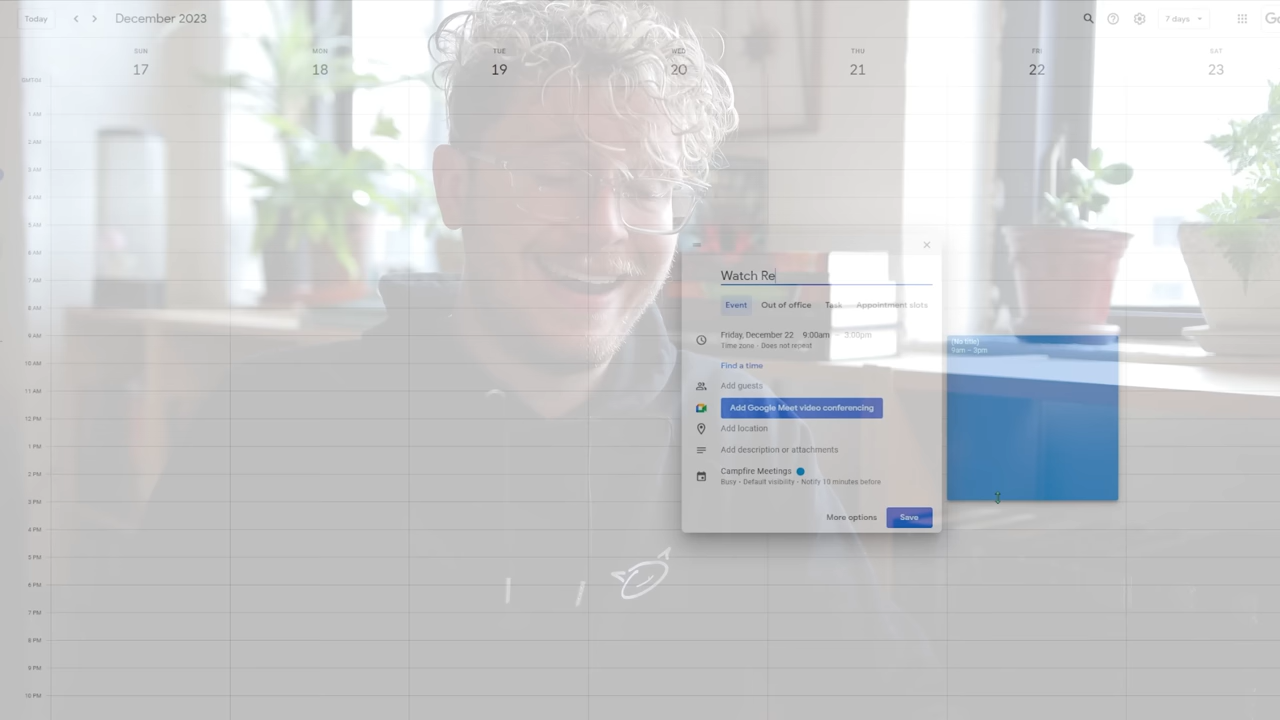 Today
December 2023
7 days
SUN
MON
TUE
WED
THU
FRI
SAT
17
18
19
20
21
22
23
1 AM
2 AM
3 AM
4 AM
5 AM
6 AM
7 AM
8 AM
9 AM
10 AM
11 AM
12 PM
1 PM
2 PM
3 PM
4 PM
5 PM
6 PM
7 PM
8 PM
9 PM
10 PM
Watch Re
Event Out of office Task Appointment slots
Friday, December 22 9:00am - 3:00pm
Time zone · Does not repeat
Find a time
Add guests
Add Google Meet video conferencing
Add location
Add description or attachments
Campfire Meetings
Busy · Default visibility · Notify 10 minutes before
More options Save
(No title)
9am – 3pm